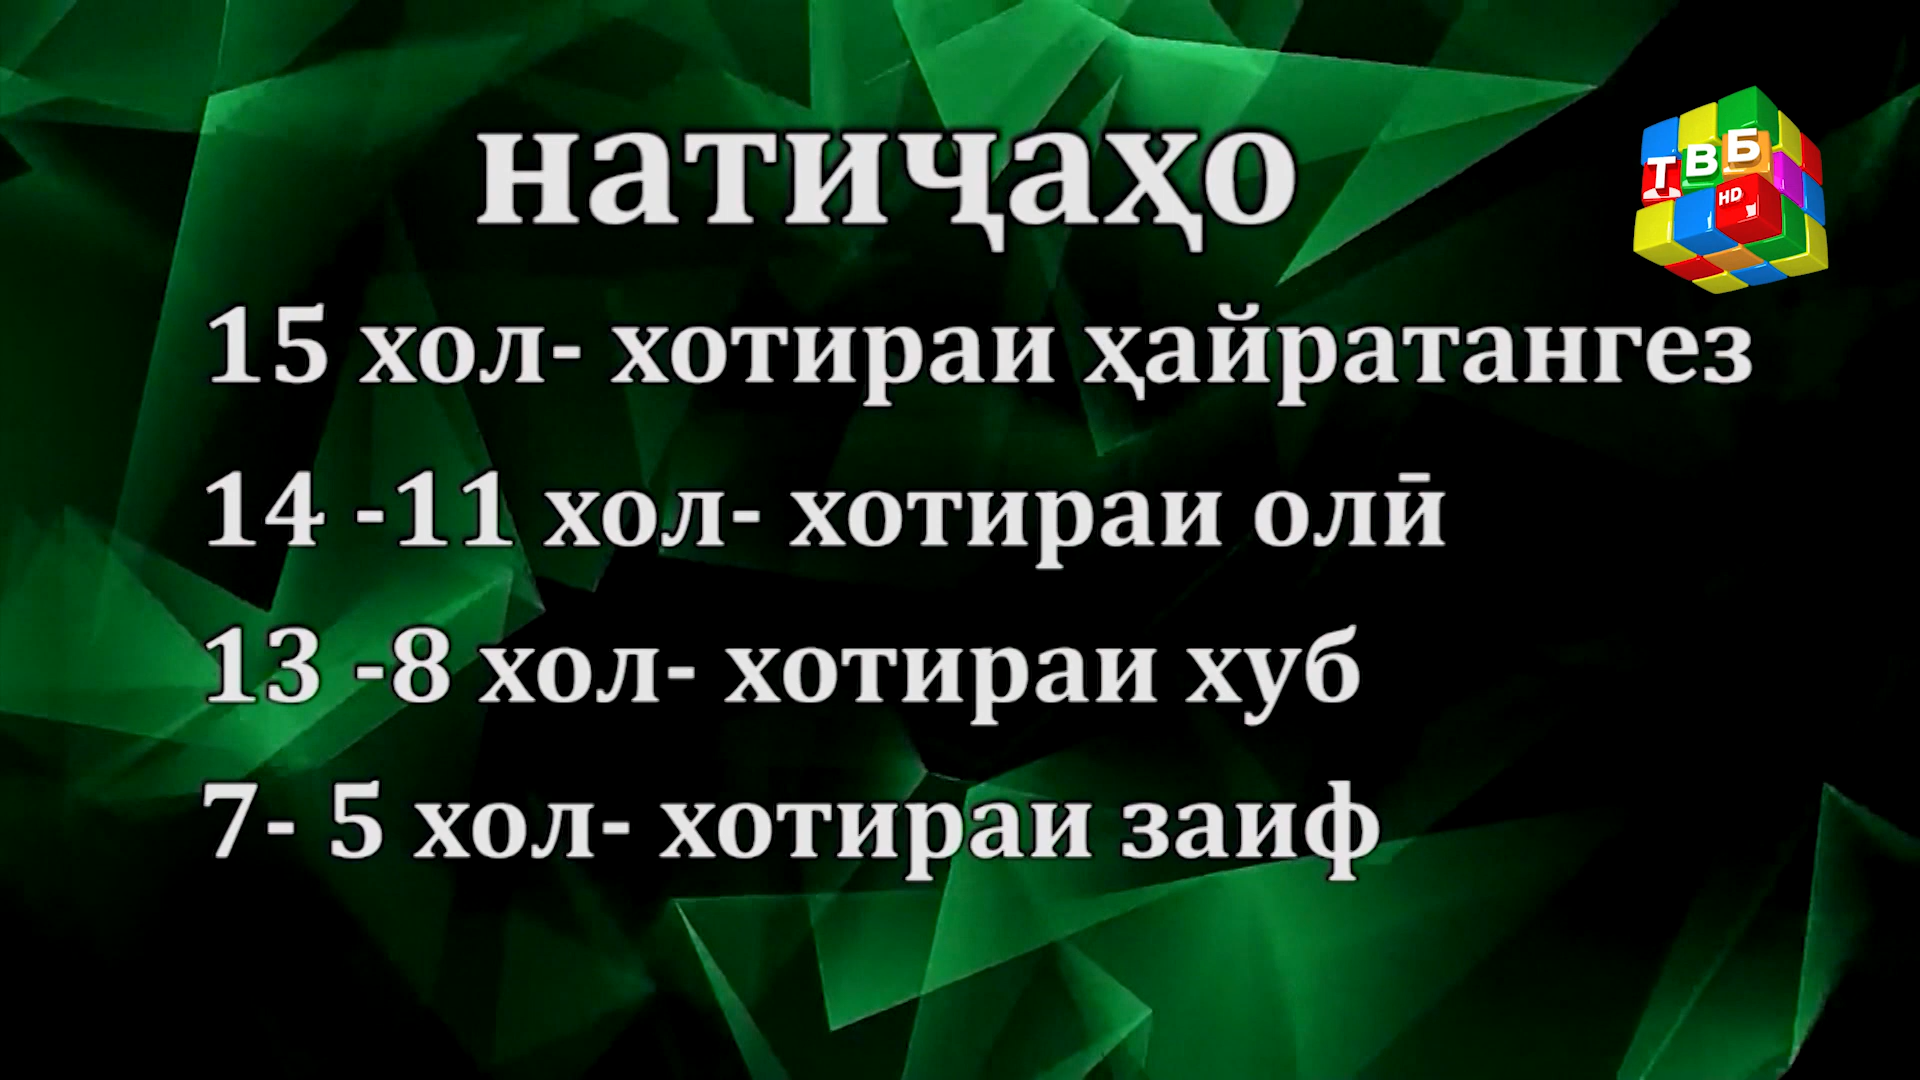 натиҷаҳо
ТВБ
HD
15 хол- хотираи ҳайратангез
14 -11 хол- хотираи олӣ
13 -8 хол- хотираи хуб
7- 5 хол- хотираи заиф